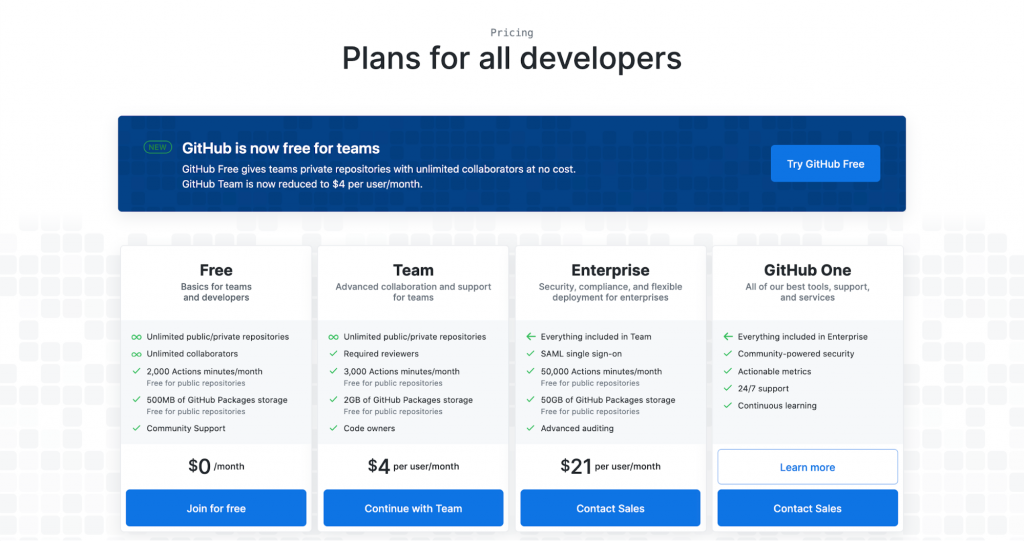 Pricing
Plans for all developers
NEW
GitHub is now free for teams
GitHub Free gives teams private repositories with unlimited collaborators at no cost.
GitHub Team is now reduced to $4 per user/month.
Try GitHub Free
Free
Basics for teams
and developers
Unlimited public/private repositories
Unlimited collaborators
2,000 Actions minutes/month
Free for public repositories
500MB of GitHub Packages storage
Free for public repositories
Community Support
$0 /month
Join for free
Team
Advanced collaboration and support
for teams
Unlimited public/private repositories
Required reviewers
3,000 Actions minutes/month
Free for public repositories
2GB of GitHub Packages storage
Free for public repositories
Code owners
$4 per user/month
Continue with Team
Enterprise
Security, compliance, and flexible
deployment for enterprises
Everything included in Team
SAML single sign-on
50,000 Actions minutes/month
Free for public repositories
50GB of GitHub Packages storage
Free for public repositories
Advanced auditing
$21 per user/month
Contact Sales
GitHub One
All of our best tools, support,
and services
Everything included in Enterprise
Community-powered security
Actionable metrics
24/7 support
Continuous learning
Learn more
Contact Sales